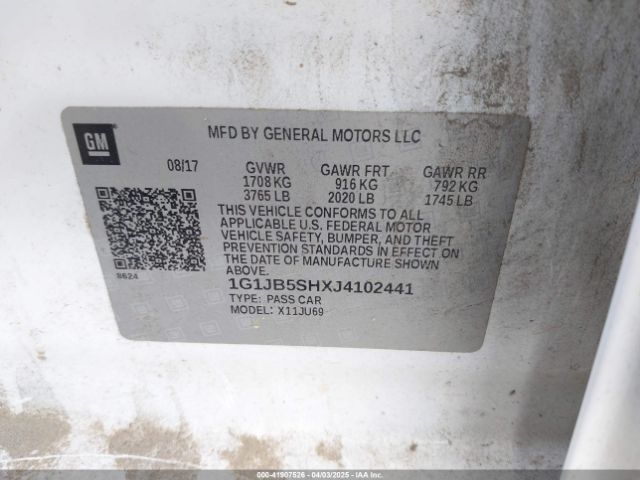 GM
MFD BY GENERAL MOTORS LLC
08/17 GVWR GAWR FRT GAWR RR
1708 KG 916 KG 792 KG
3765 LB 2020 LB 1745 LB
THIS VEHICLE CONFORMS TO ALL
APPLICABLE U.S. FEDERAL MOTOR
VEHICLE SAFETY, BUMPER, AND THEFT
PREVENTION STANDARDS IN EFFECT ON
THE DATE OF MANUFACTURE SHOWN
ABOVE.
8624
1G1JB5SHXJ4102441
TYPE: PASS CAR
MODEL: X11JU69
000-41907526 - 04/03/2025 - IAAI.COM